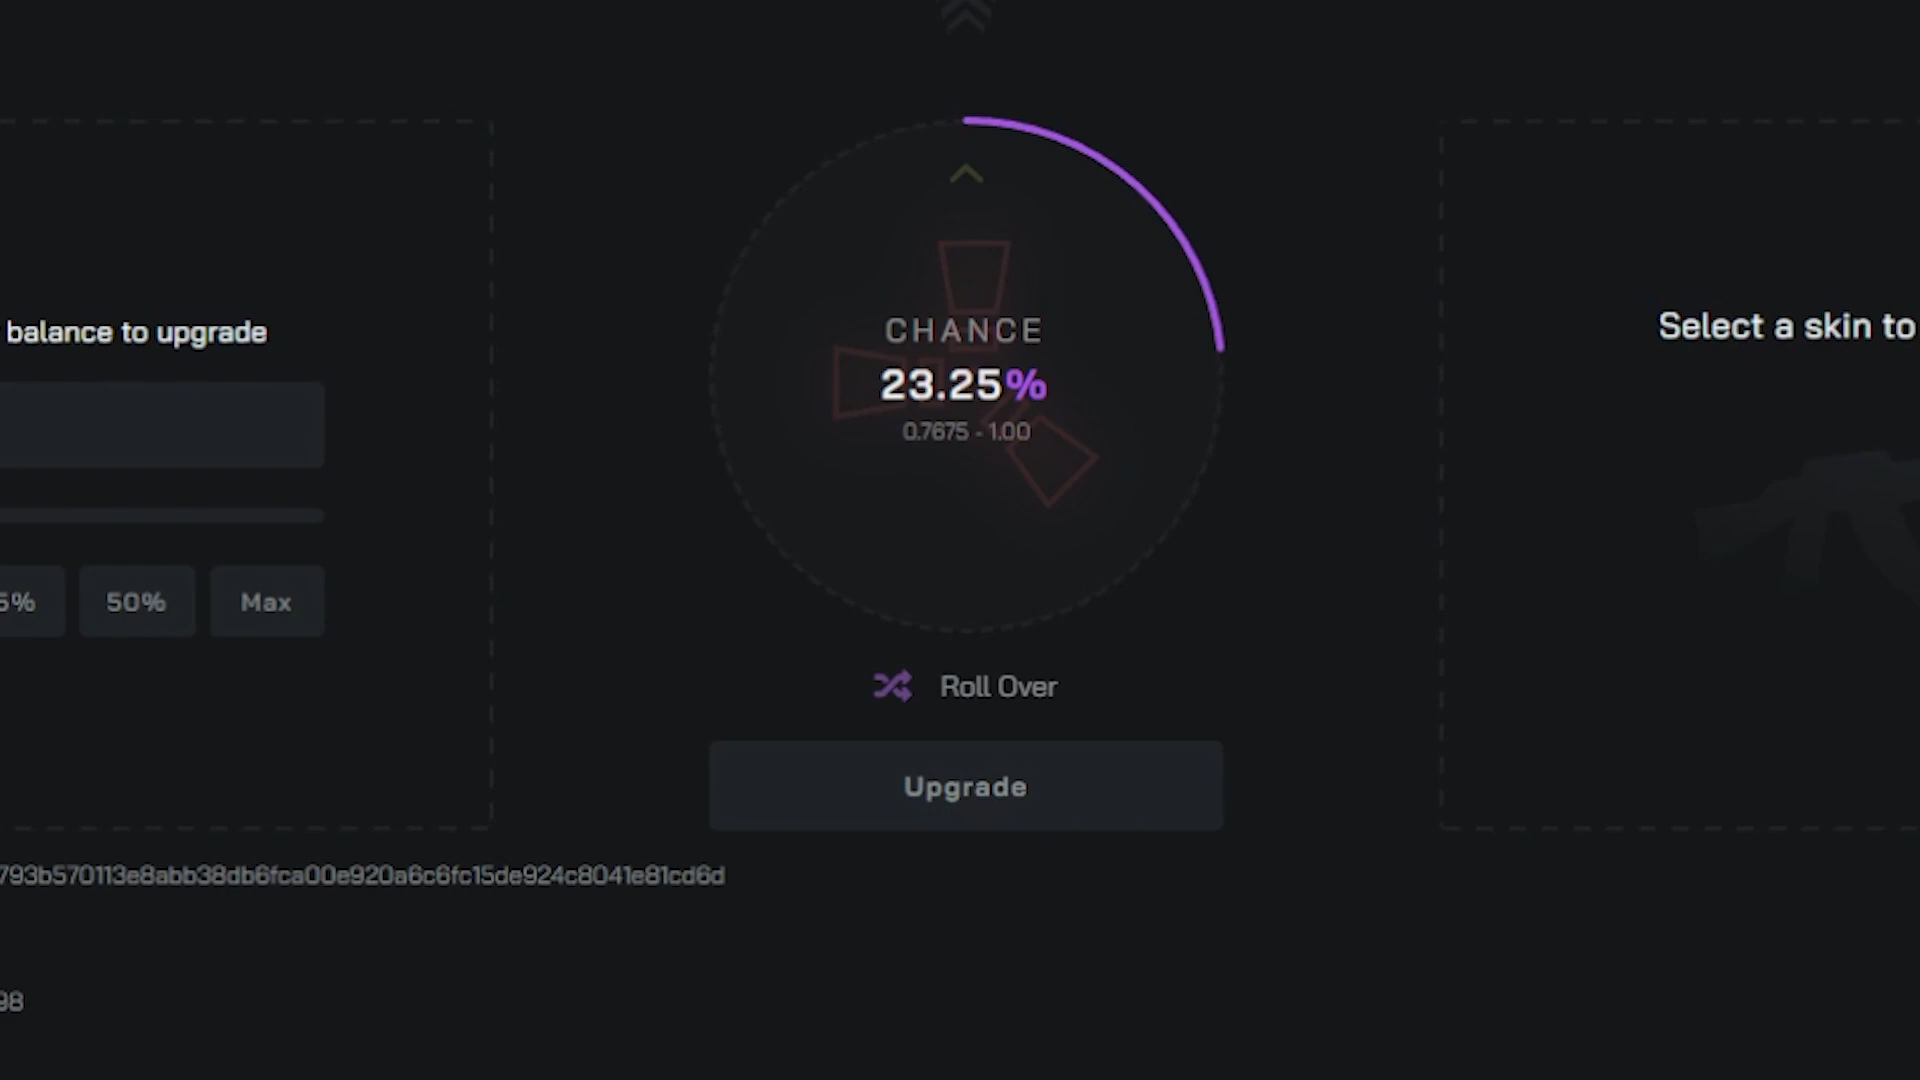 balance to upgrade
50%
Max
CHANCE
23.25%
0.7675 - 1.00
Roll Over
Upgrade
Select a skin to
793b570113e8abb38db6fca00e920a6c6fc15de924c8041e81cd6d
98